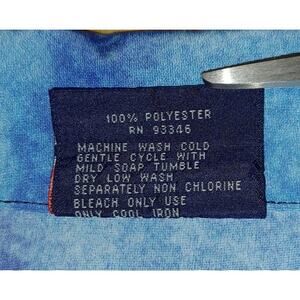 100% POLYESTER
RN 93346
MACHINE WASH COLD
GENTLE CYCLE WITH
MILD SOAP TUMBLE
DRY LOW WASH
SEPARATELY NON CHLORINE
BLEACH ONLY USE
ONLY COOL IRON